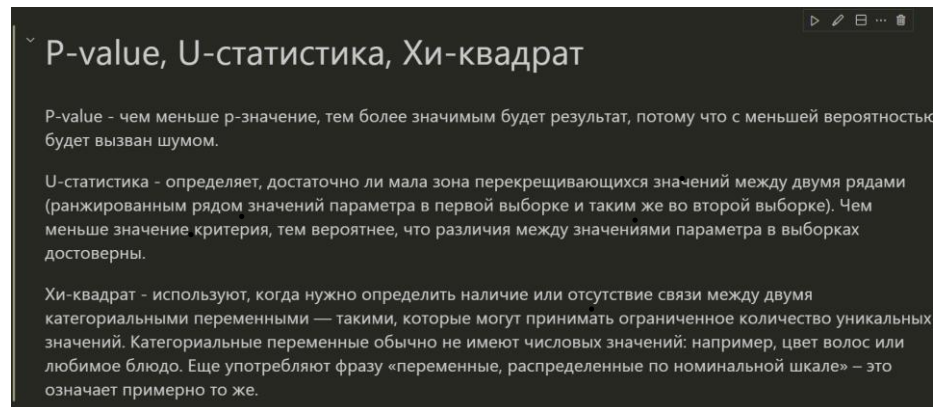 P-value, U-статистика, Хи-квадрат
P-value - чем меньше p-значение, тем более значимым будет результат, потому что с меньшей вероятностью
будет вызван шумом.
U-статистика - определяет, достаточно ли мала зона перекрещивающихся значений между двумя рядами
(ранжированным рядом значений параметра в первой выборке и таким же во второй выборке). Чем
меньше значение критерия, тем вероятнее, что различия между значениями параметра в выборках
достоверны.
Хи-квадрат - используют, когда нужно определить наличие или отсутствие связи между двумя
категориальными переменными — такими, которые могут принимать ограниченное количество уникальных
значений. Категориальные переменные обычно не имеют числовых значений: например, цвет волос или
любимое блюдо. Еще употребляют фразу «переменные, распределенные по номинальной шкале» – это
означает примерно то же.